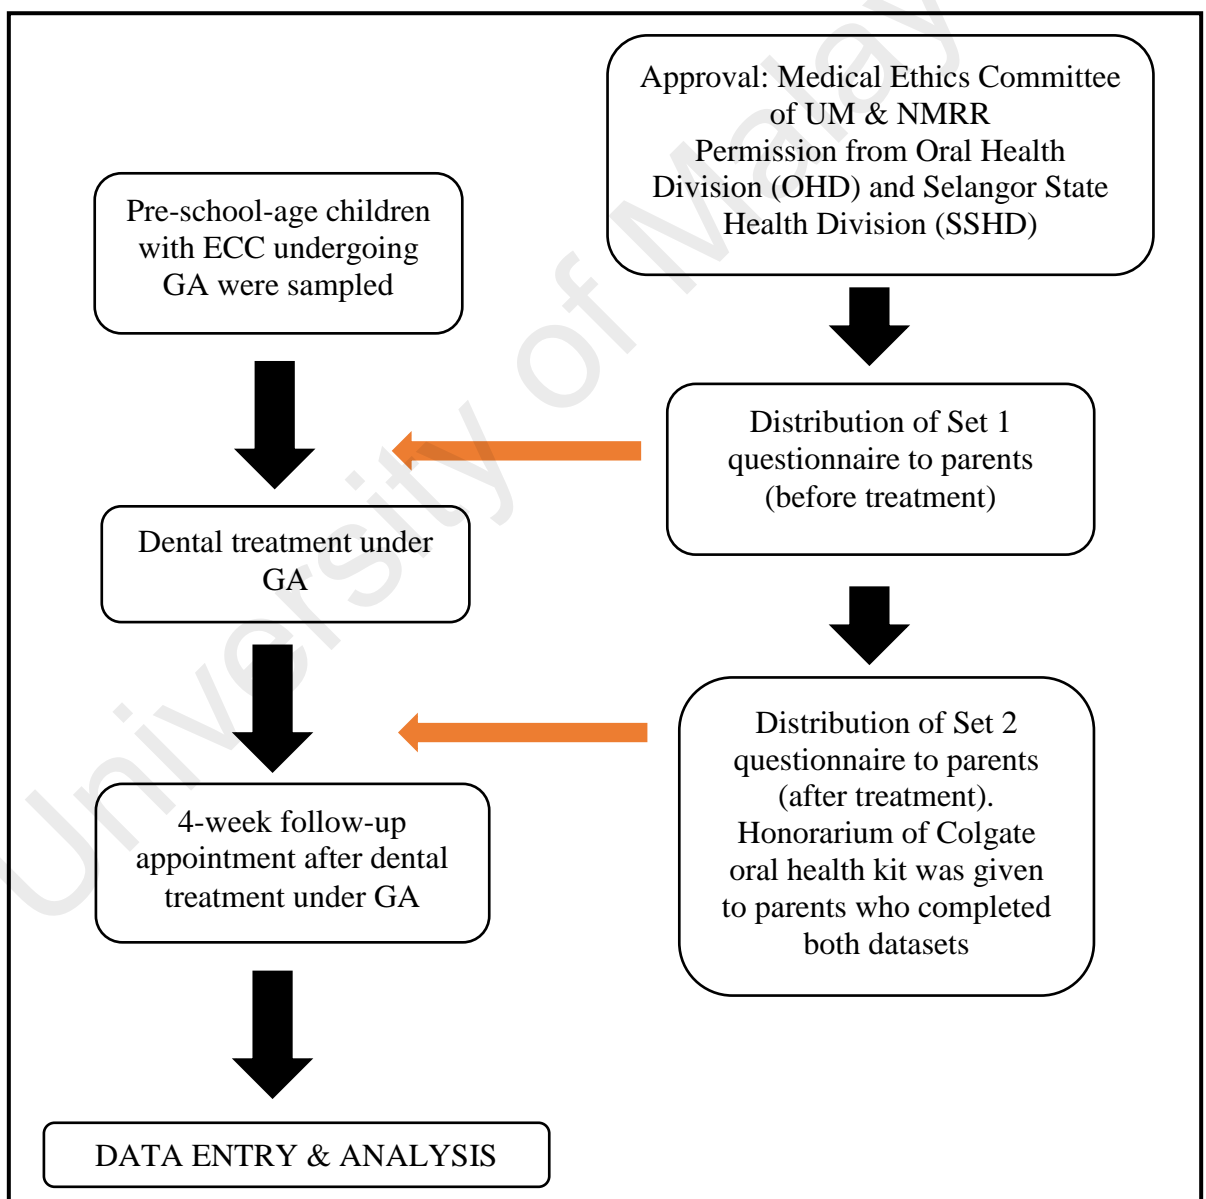 Approval: Medical Ethics Committee
of UM & NMRR
Permission from Oral Health
Division (OHD) and Selangor State
Health Division (SSHD)
Pre-school-age children
with ECC undergoing
GA were sampled
Distribution of Set 1
questionnaire to parents
(before treatment)
Dental treatment under
GA
Distribution of Set 2
questionnaire to parents
(after treatment).
Honorarium of Colgate
oral health kit was given
to parents who completed
both datasets
4-week follow-up
appointment after dental
treatment under GA
DATA ENTRY & ANALYSIS
University of Malay